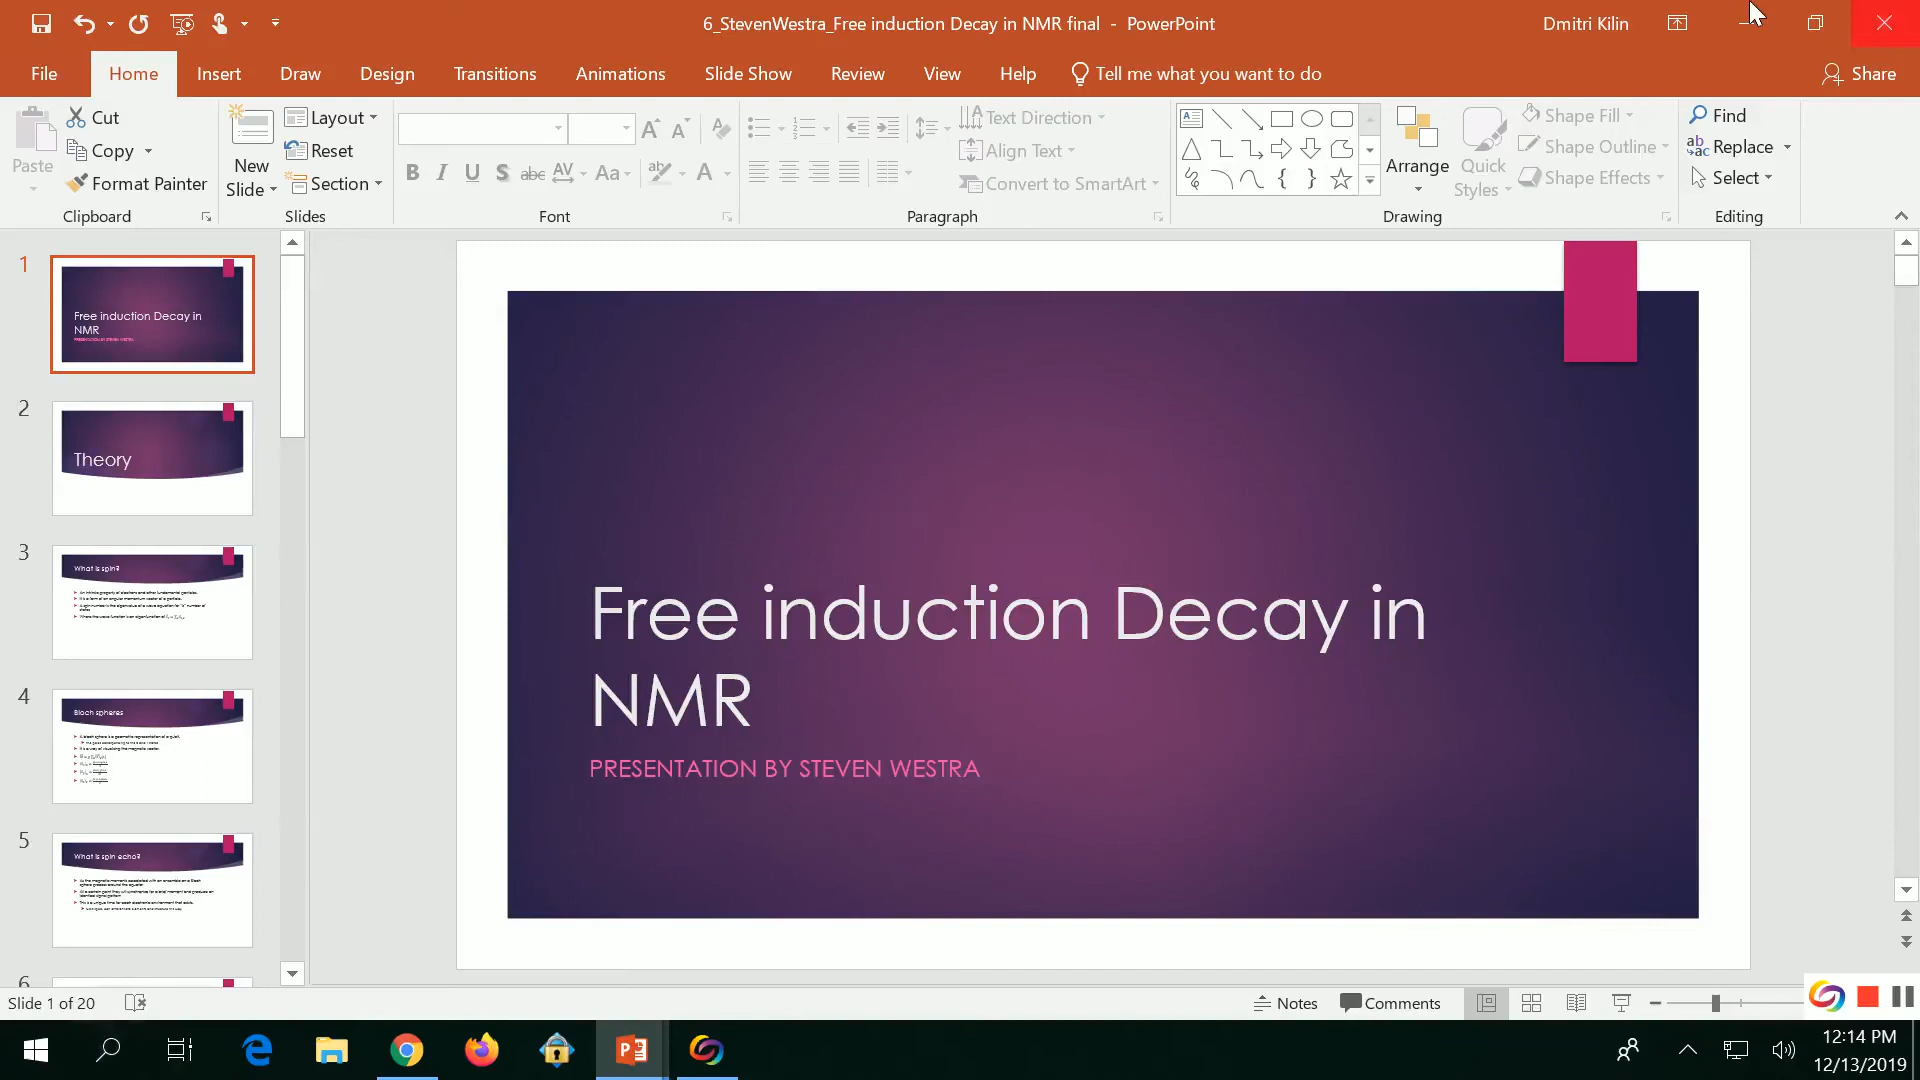 6_StevenWestra_Free induction Decay in NMR final - PowerPoint
Dmitri Kilin
File Home Insert Draw Design Transitions Animations Slide Show Review View Help Tell me what you want to do Share
Paste
Cut
Copy
Format Painter
Clipboard
New Slide
Layout
Reset
Section
Slides
Font
Text Direction
Align Text
Convert to SmartArt
Paragraph
Arrange
Quick Styles
Shape Fill
Shape Outline
Shape Effects
Drawing
Find
Replace
Select
Editing
1
Free induction Decay in
NMR
PRESENTATION BY STEVEN WESTRA
2
Theory
3
What is spin?
4
Bloch spheres
5
What is spin echo?
6
Free induction Decay in
NMR
PRESENTATION BY STEVEN WESTRA
Slide 1 of 20
Notes
Comments
12:14 PM
12/13/2019